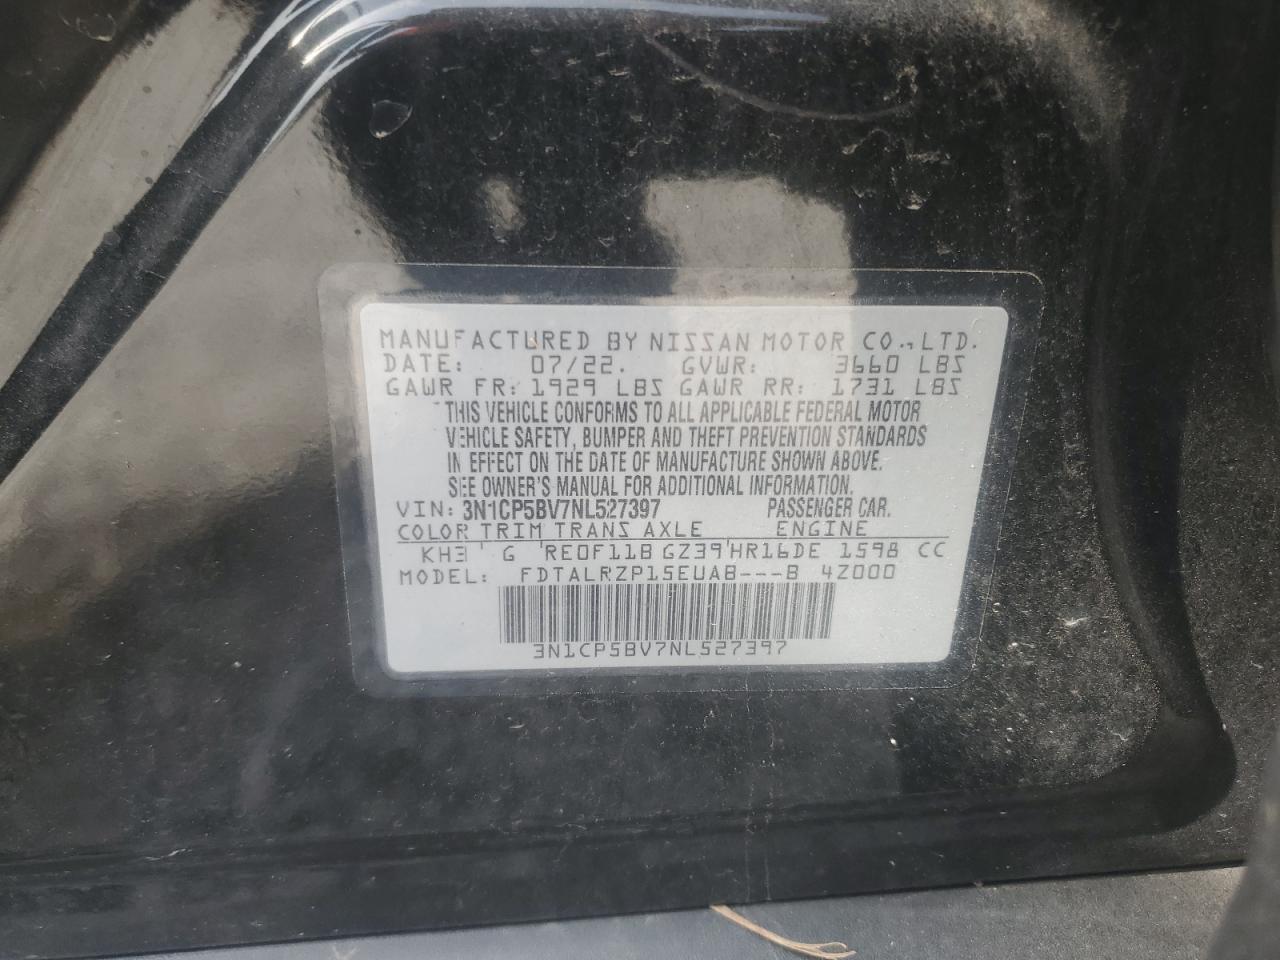 MANUFACTURED BY NISSAN MOTOR CO.,LTD.
DATE: 07/22. GVWR: 3660 LBS
GAWR FR: 1929 LBS GAWR RR: 1731 LBS
THIS VEHICLE CONFORMS TO ALL APPLICABLE FEDERAL MOTOR
VEHICLE SAFETY, BUMPER AND THEFT PREVENTION STANDARDS
IN EFFECT ON THE DATE OF MANUFACTURE SHOWN ABOVE.
SEE OWNER'S MANUAL FOR ADDITIONAL INFORMATION.
VIN: 3N1CP5BV7NL527397 PASSENGER CAR.
COLOR TRIM TRANS AXLE ENGINE
KH3 G RE0F11B GZ39 HR16DE 1598 CC
MODEL: FDTALRZP15EUAB---B 4Z000
3N1CP5BV7NL527397